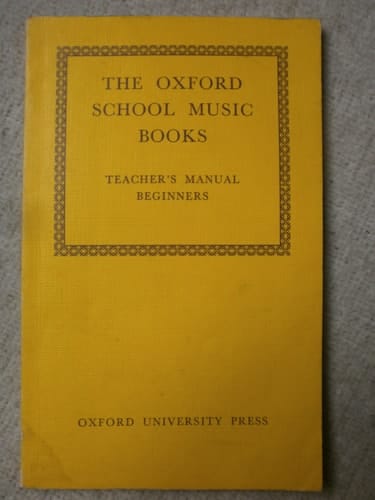 THE OXFORD
SCHOOL MUSIC
BOOKS
TEACHER'S MANUAL
BEGINNERS
OXFORD UNIVERSITY PRESS